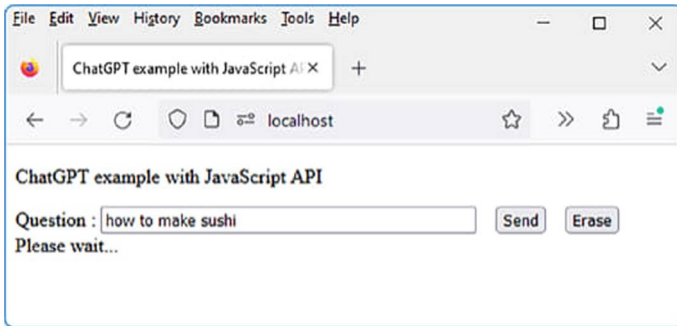 File Edit View History Bookmarks Tools Help
ChatGPT example with JavaScript AP
localhost
ChatGPT example with JavaScript API
Question : how to make sushi Send Erase
Please wait...